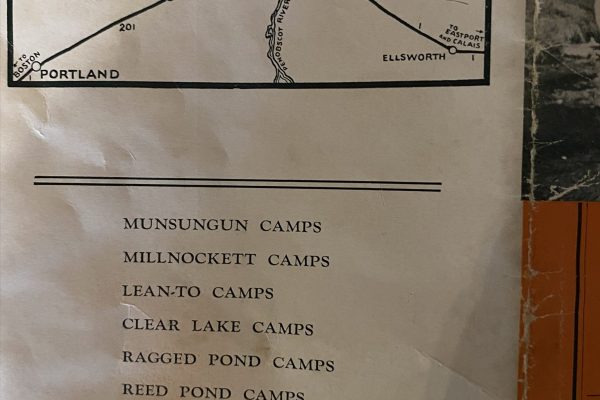 201
PENOBSCOT RIVER
1
TO EASTPORT
AND CALAIS
ELLSWORTH
1
TO BOSTON
PORTLAND
MUNSUNGUN CAMPS
MILLNOCKETT CAMPS
LEAN-TO CAMPS
CLEAR LAKE CAMPS
RAGGED POND CAMPS
REED POND CAMPS